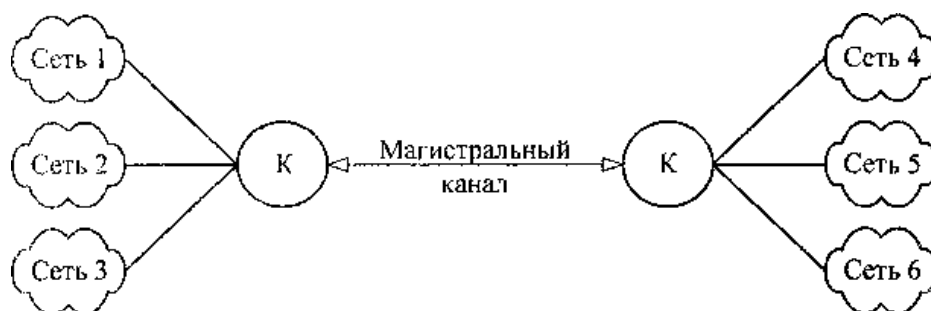 Сеть 1
Сеть 4
Сеть 2
К
Магистральный
канал
К
Сеть 5
Сеть 3
Сеть 6